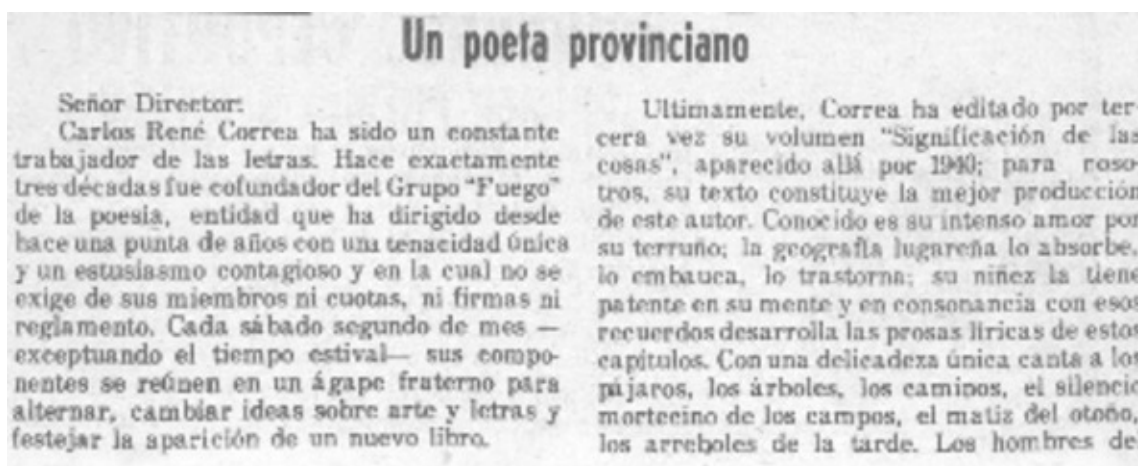 Un poeta provinciano
Señor Director:
Carlos René Correa ha sido un constante
trabajador de las letras. Hace exactamente
tres décadas fue cofundador del Grupo "Fuego"
de la poesía, entidad que ha dirigido desde
hace una punta de años con una tenacidad única
y un estusiasmo contagioso y en la cual no se
exige de sus miembros ni cuotas, ni firmas ni
reglamento. Cada sábado segundo de mes —
exceptuando el tiempo estival— sus compo-
nentes se reúnen en un ágape fraterno para
alternar, cambiar ideas sobre arte y letras y
festejar la aparición de un nuevo libro.
Ultimamente, Correa ha editado por ter
cera vez su volumen "Significación de las
cosas", aparecido allá por 1940; para noso
tros, su texto constituye la mejor producción
de este autor. Conocido es su intenso amor por
su terruño; la geografía lugareña lo absorbe,
lo embauca, lo trastorna; su niñez la tiene
patente en su mente y en consonancia con esos
recuerdos desarrolla las prosas líricas de estos
capítulos. Con una delicadeza única canta a los
pájaros, los árboles, los caminos, el silencio
mortecino de los campos, el matiz del otoño,
los arreboles de la tarde. Los hombres de